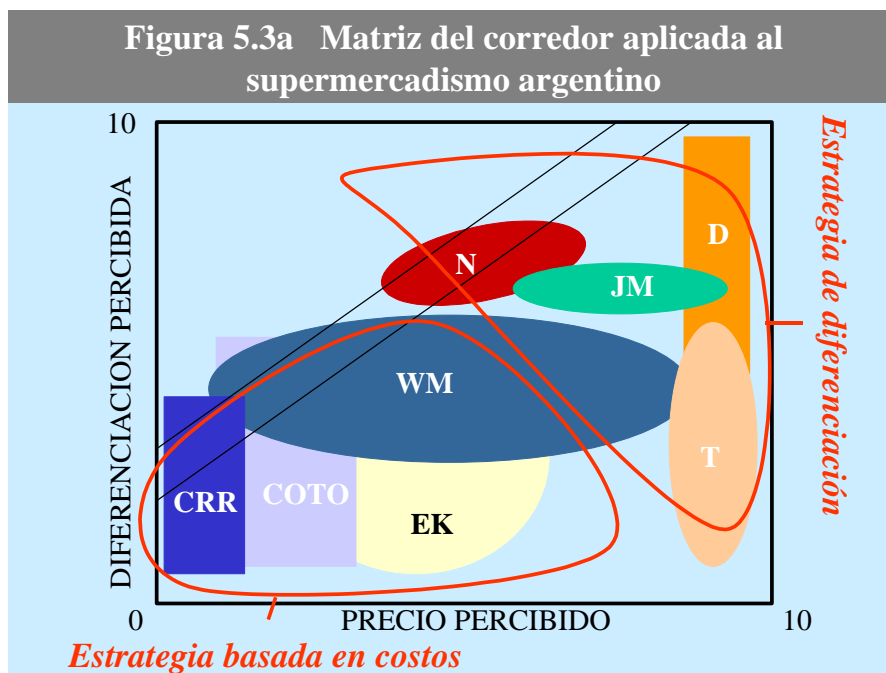 Figura 5.3a Matriz del corredor aplicada al
supermercadismo argentino
10
DIFERENCIACION PERCIBIDA
Estrategia de diferenciación
D
N
JM
WM
T
CRR
COTO
EK
0
PRECIO PERCIBIDO
10
Estrategia basada en costos